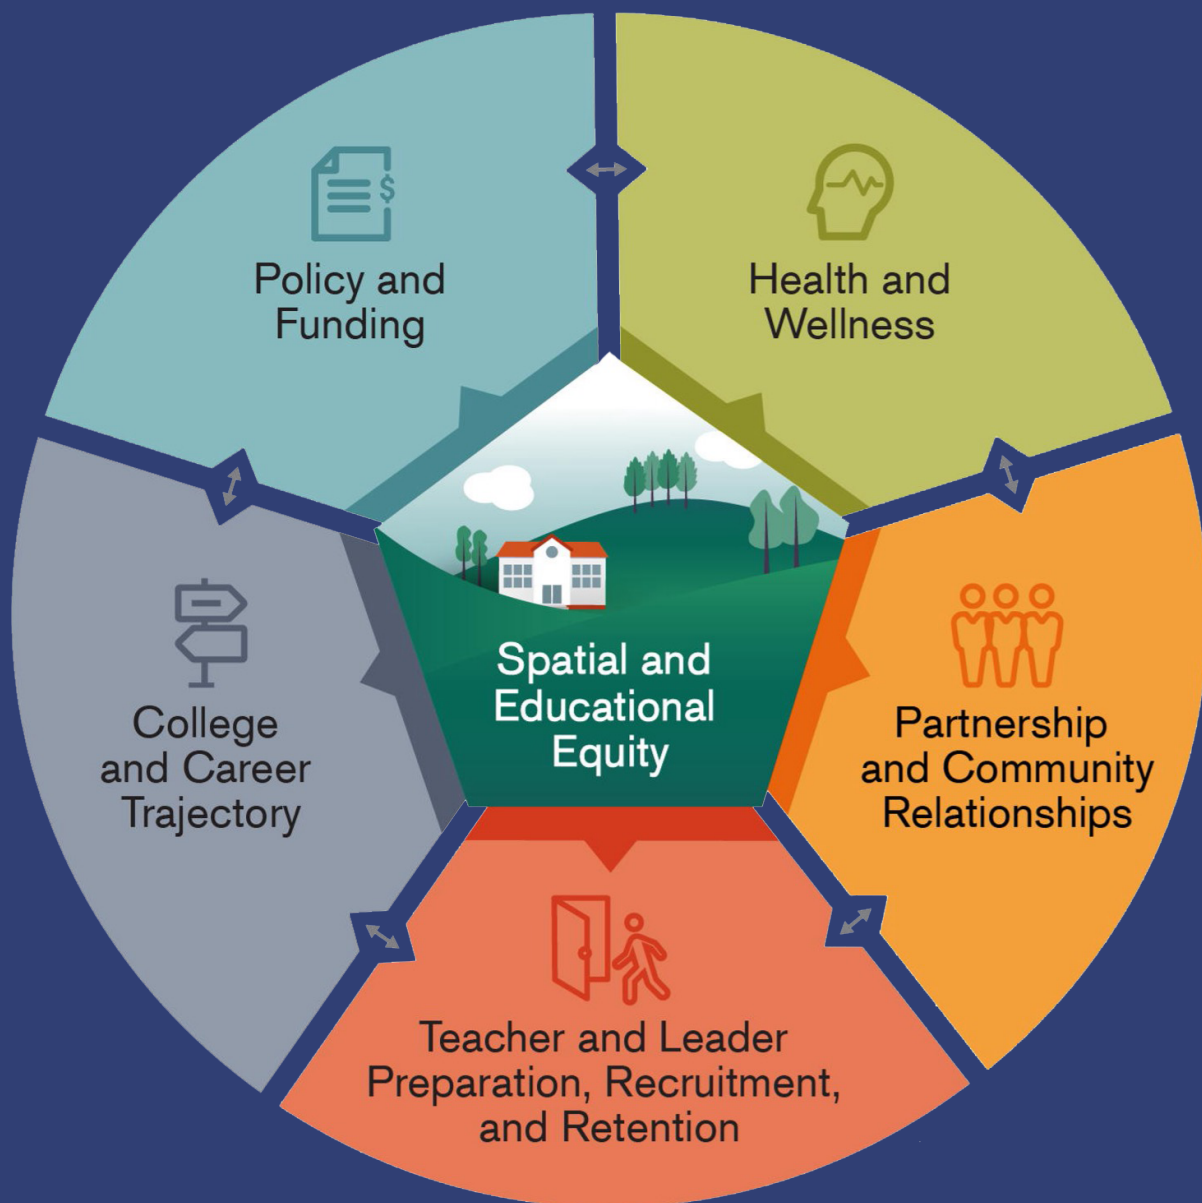 Policy and
Funding
$
Health and
Wellness
College
and Career
Trajectory
Spatial and
Educational
Equity
Partnership
and Community
Relationships
Teacher and Leader
Preparation, Recruitment,
and Retention